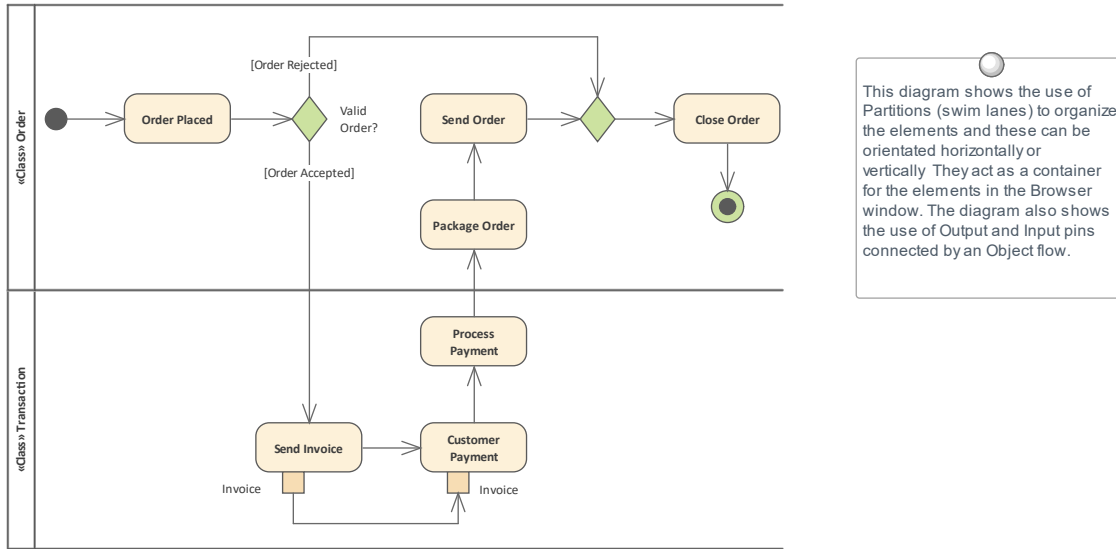 «Class» Order
[Order Rejected]
Order Placed
Valid
Order?
Send Order
Close Order
[Order Accepted]
Package Order
«Class» Transaction
Process
Payment
Send Invoice
Customer
Payment
Invoice
Invoice
This diagram shows the use of
Partitions (swim lanes) to organize
the elements and these can be
orientated horizontally or
vertically They act as a container
for the elements in the Browser
window. The diagram also shows
the use of Output and Input pins
connected by an Object flow.